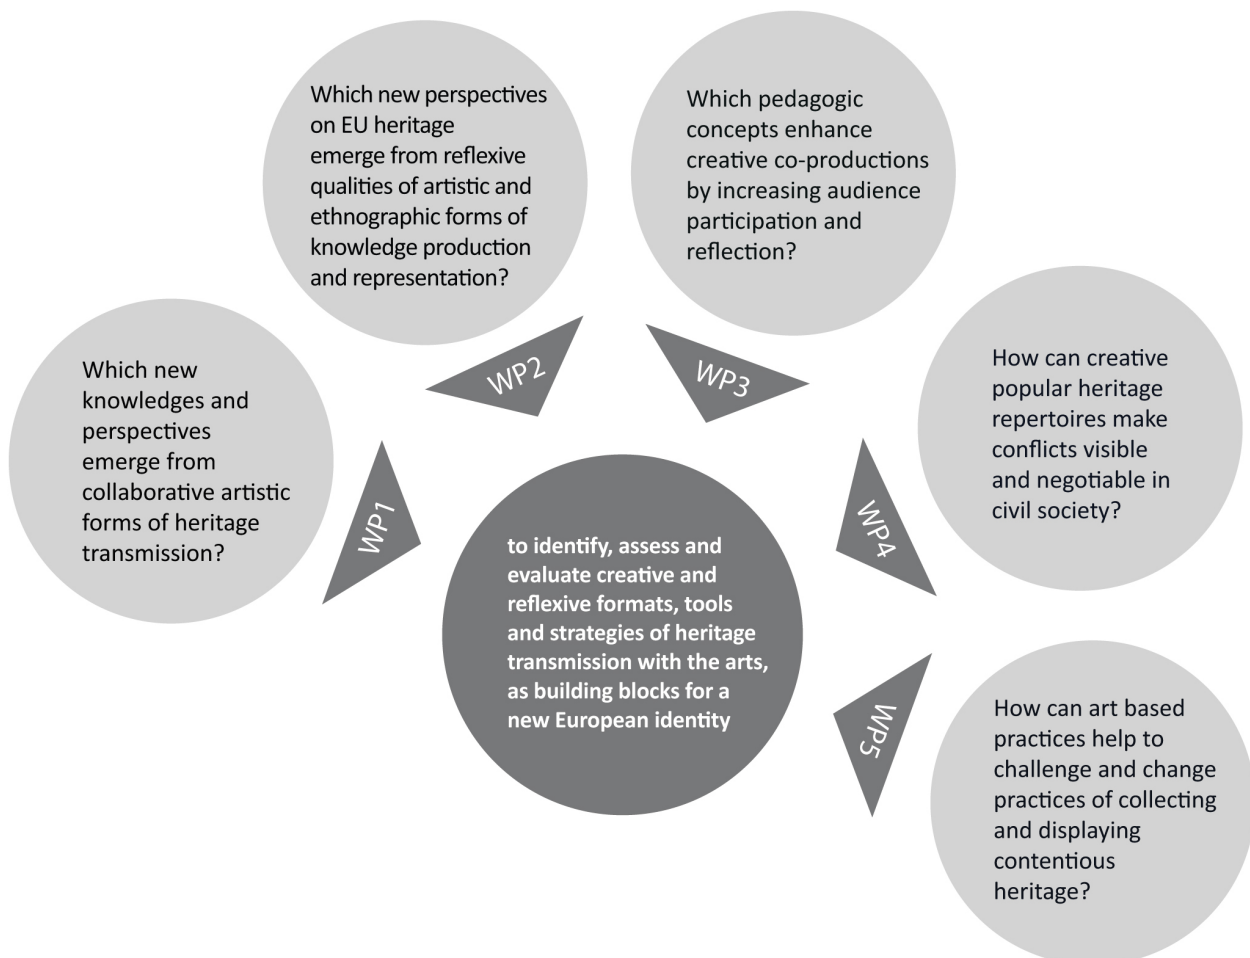 Which new
knowledges and
perspectives
emerge from
collaborative artistic
forms of heritage
transmission?
WP1
Which new perspectives
on EU heritage
emerge from reflexive
qualities of artistic and
ethnographic forms of
knowledge production
and representation?
WP2
Which pedagogic
concepts enhance
creative co-productions
by increasing audience
participation and
reflection?
WP3
How can creative
popular heritage
repertoires make
conflicts visible
and negotiable in
civil society?
WP4
How can art based
practices help to
challenge and change
practices of collecting
and displaying
contentious
heritage?
WP5
to identify, assess and
evaluate creative and
reflexive formats, tools
and strategies of heritage
transmission with the arts,
as building blocks for a
new European identity